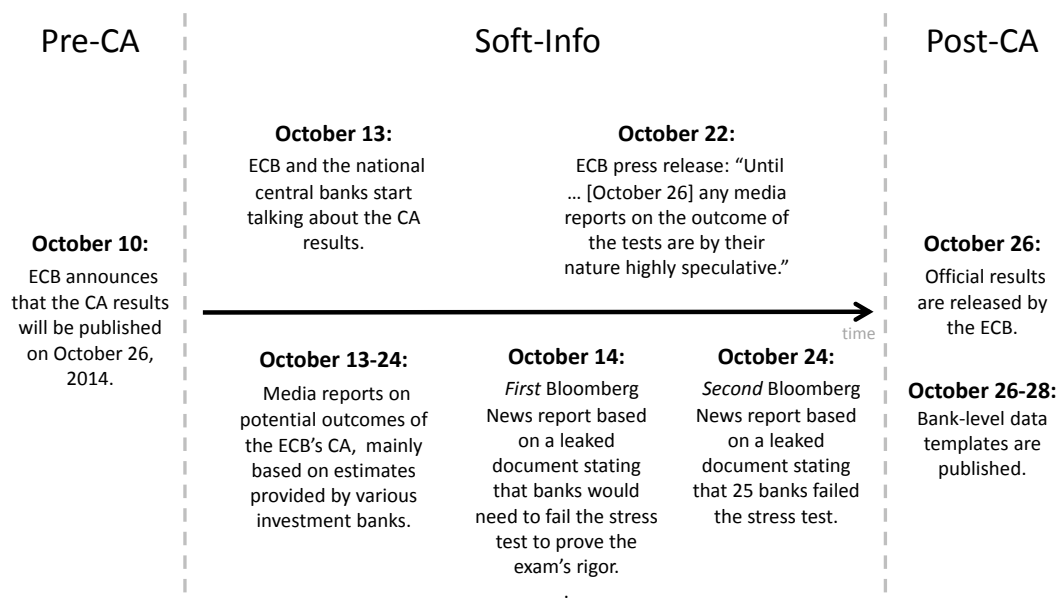 Pre-CA
Soft-Info
Post-CA
October 10:
ECB announces
that the CA results
will be published
on October 26,
2014.
October 13:
ECB and the national
central banks start
talking about the CA
results.
October 22:
ECB press release: “Until
... [October 26] any media
reports on the outcome of
the tests are by their
nature highly speculative.”
time
October 13-24:
Media reports on
potential outcomes of
the ECB’s CA,  mainly
based on estimates
provided by various
investment banks.
October 14:
First Bloomberg
News report based
on a leaked
document stating
that banks would
need to fail the stress
test to prove the
exam’s rigor.
.
October 24:
Second Bloomberg
News report based
on a leaked
document stating
that 25 banks failed
the stress test.
October 26:
Official results
are released by
the ECB.
October 26-28:
Bank-level data
templates are
published.